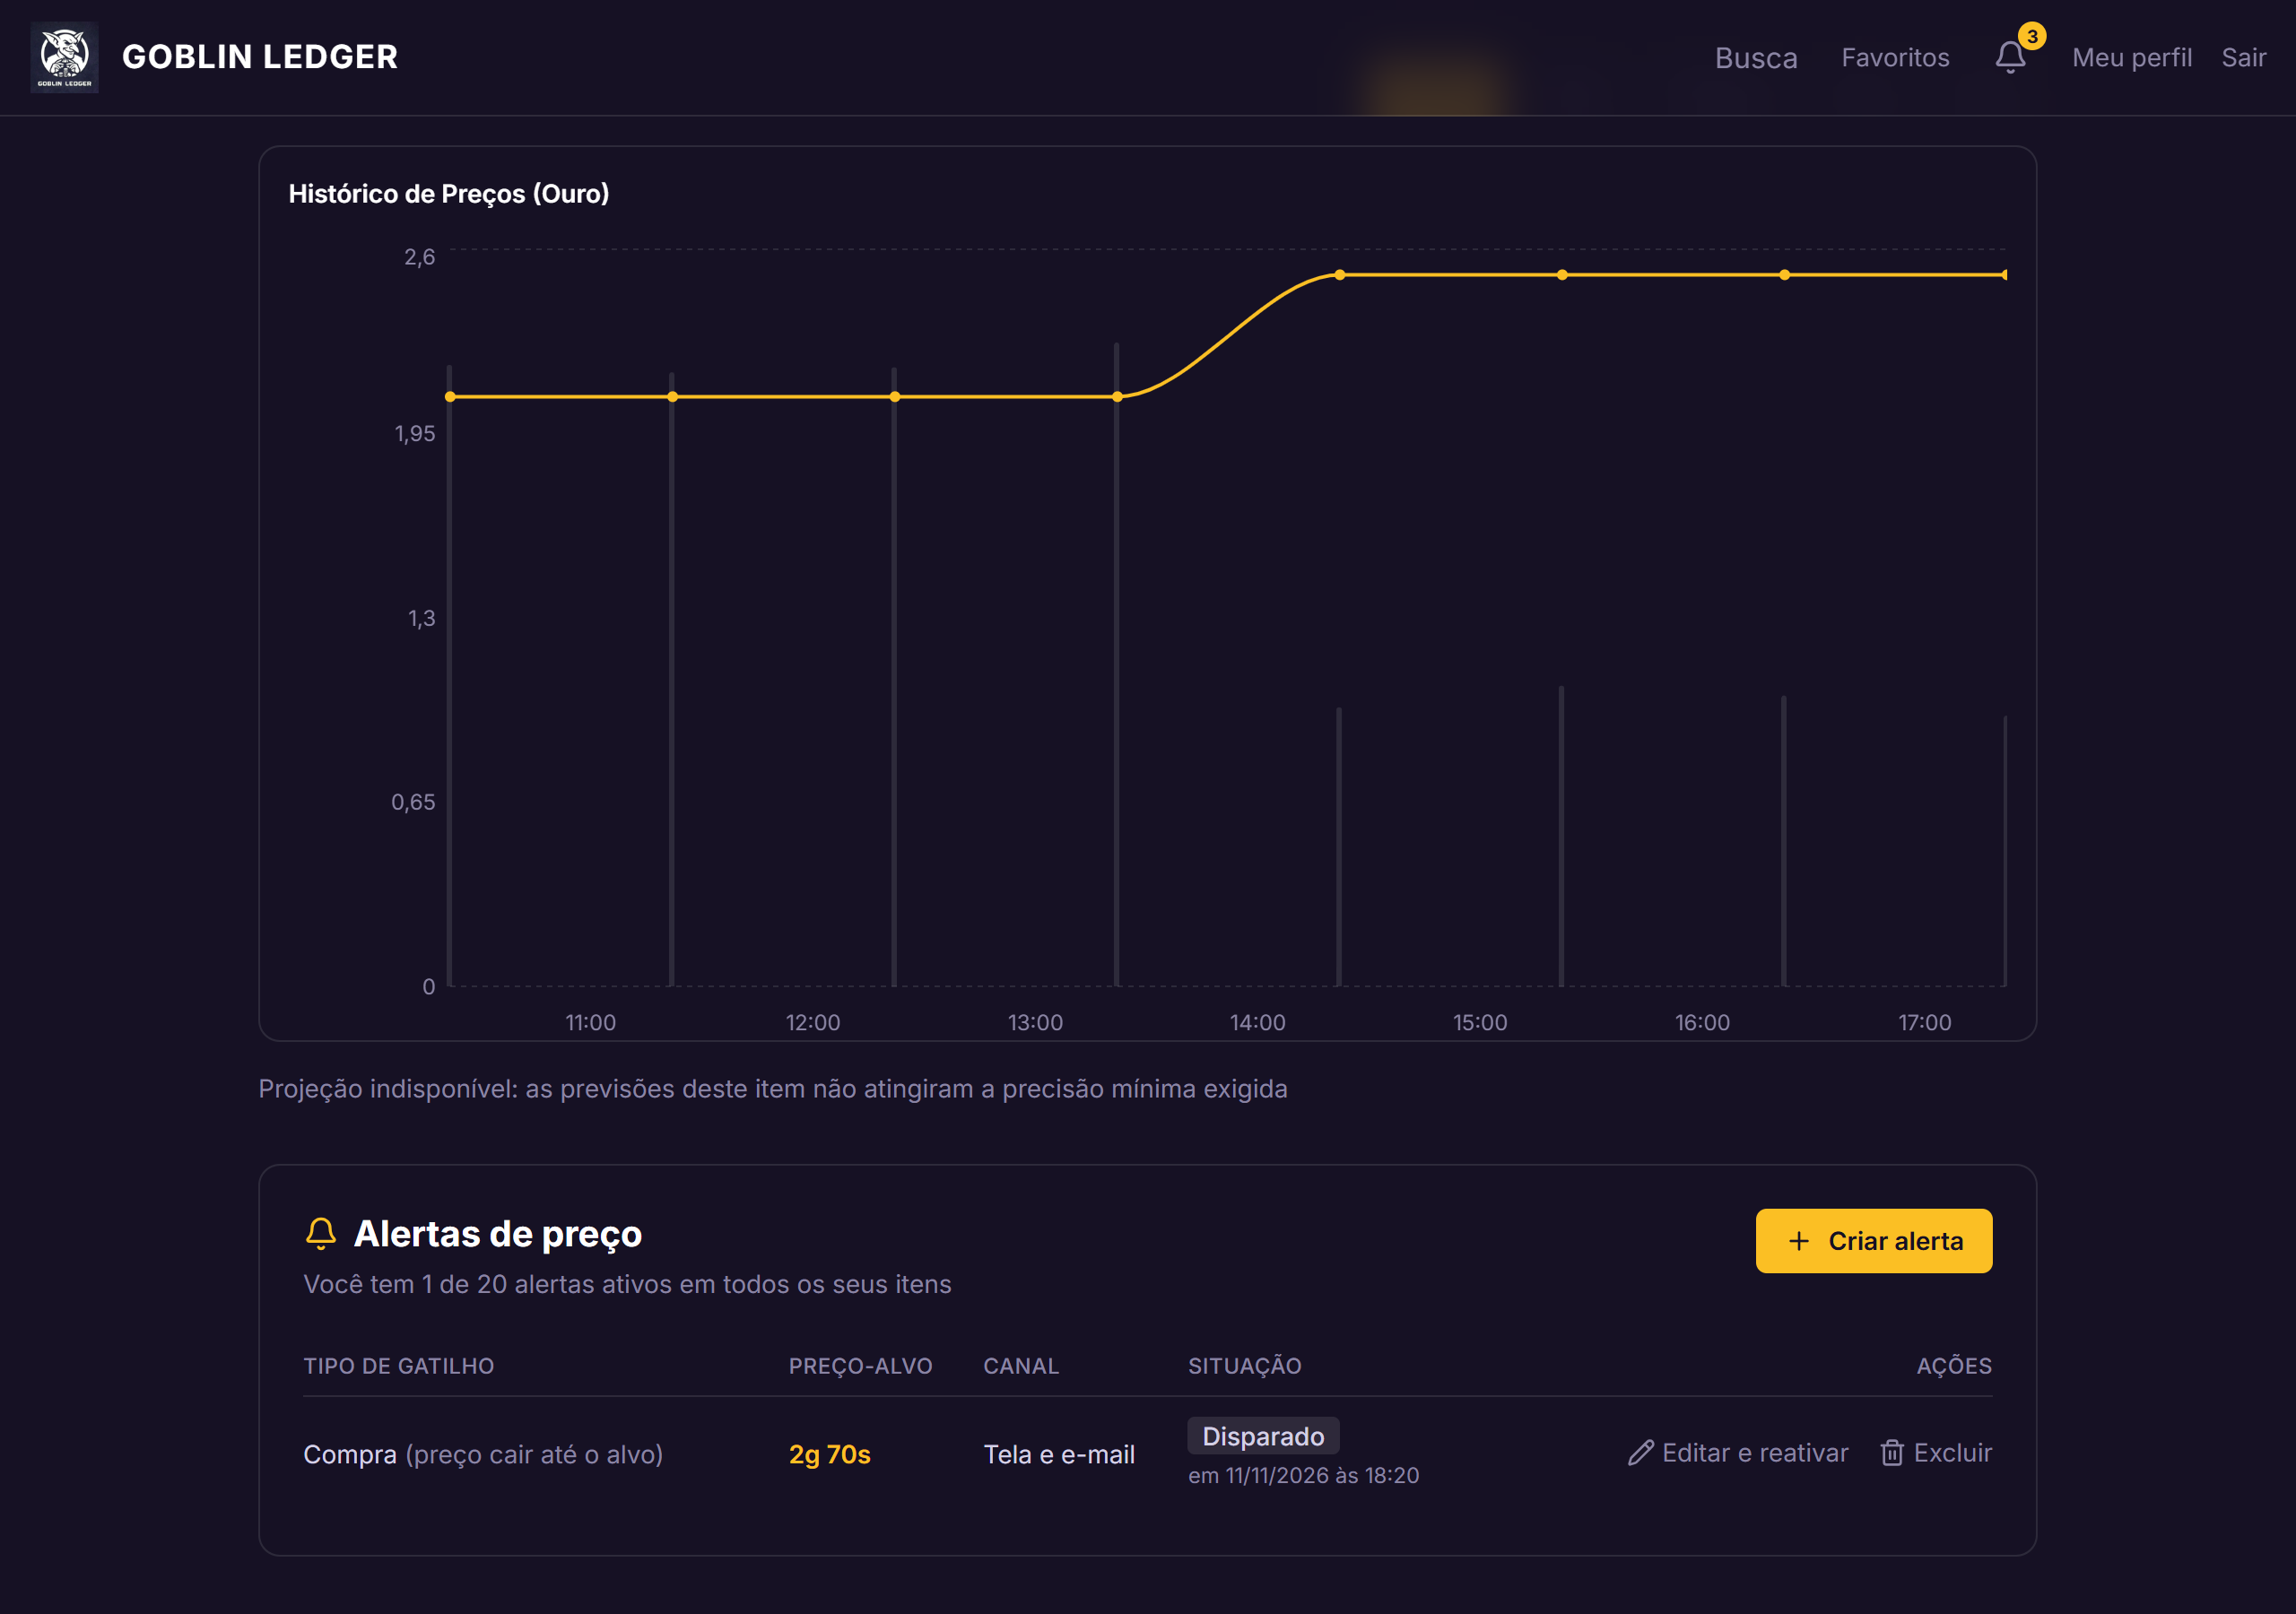 GOBLIN LEDGER
GOBLIN LEDGER
Busca
Favoritos
3
Meu perfil
Sair
Histórico de Preços (Ouro)
2,6
1,95
1,3
0,65
0
11:00
12:00
13:00
14:00
15:00
16:00
17:00
Projeção indisponível: as previsões deste item não atingiram a precisão mínima exigida
Alertas de preço
Criar alerta
Você tem 1 de 20 alertas ativos em todos os seus itens
TIPO DE GATILHO
PREÇO-ALVO
CANAL
SITUAÇÃO
AÇÕES
Compra (preço cair até o alvo)
2g 70s
Tela e e-mail
Disparado
em 11/11/2026 às 18:20
Editar e reativar
Excluir